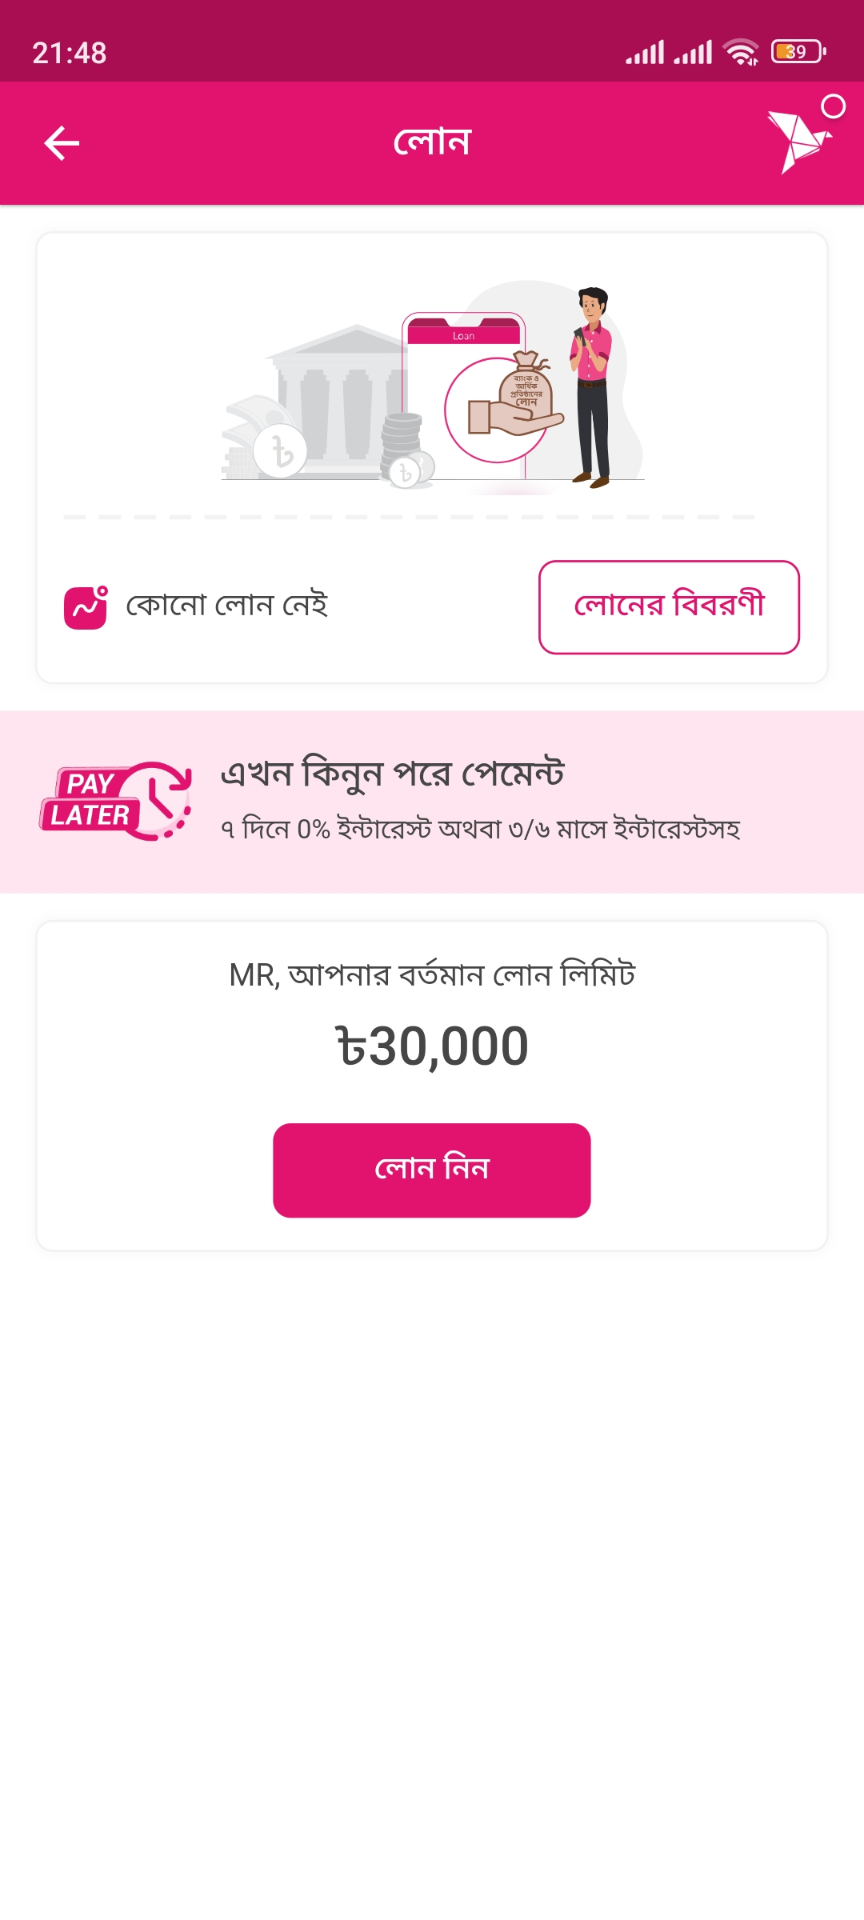 21:48
39
লোন
Loan
ব্যাংক ও
আর্থিক
প্রতিষ্ঠানের
লোন
কোনো লোন নেই
লোনের বিবরণী
PAY
LATER
এখন কিনুন পরে পেমেন্ট
৭ দিনে 0% ইন্টারেস্ট অথবা ৩/৬ মাসে ইন্টারেস্টসহ
MR, আপনার বর্তমান লোন লিমিট
৳30,000
লোন নিন